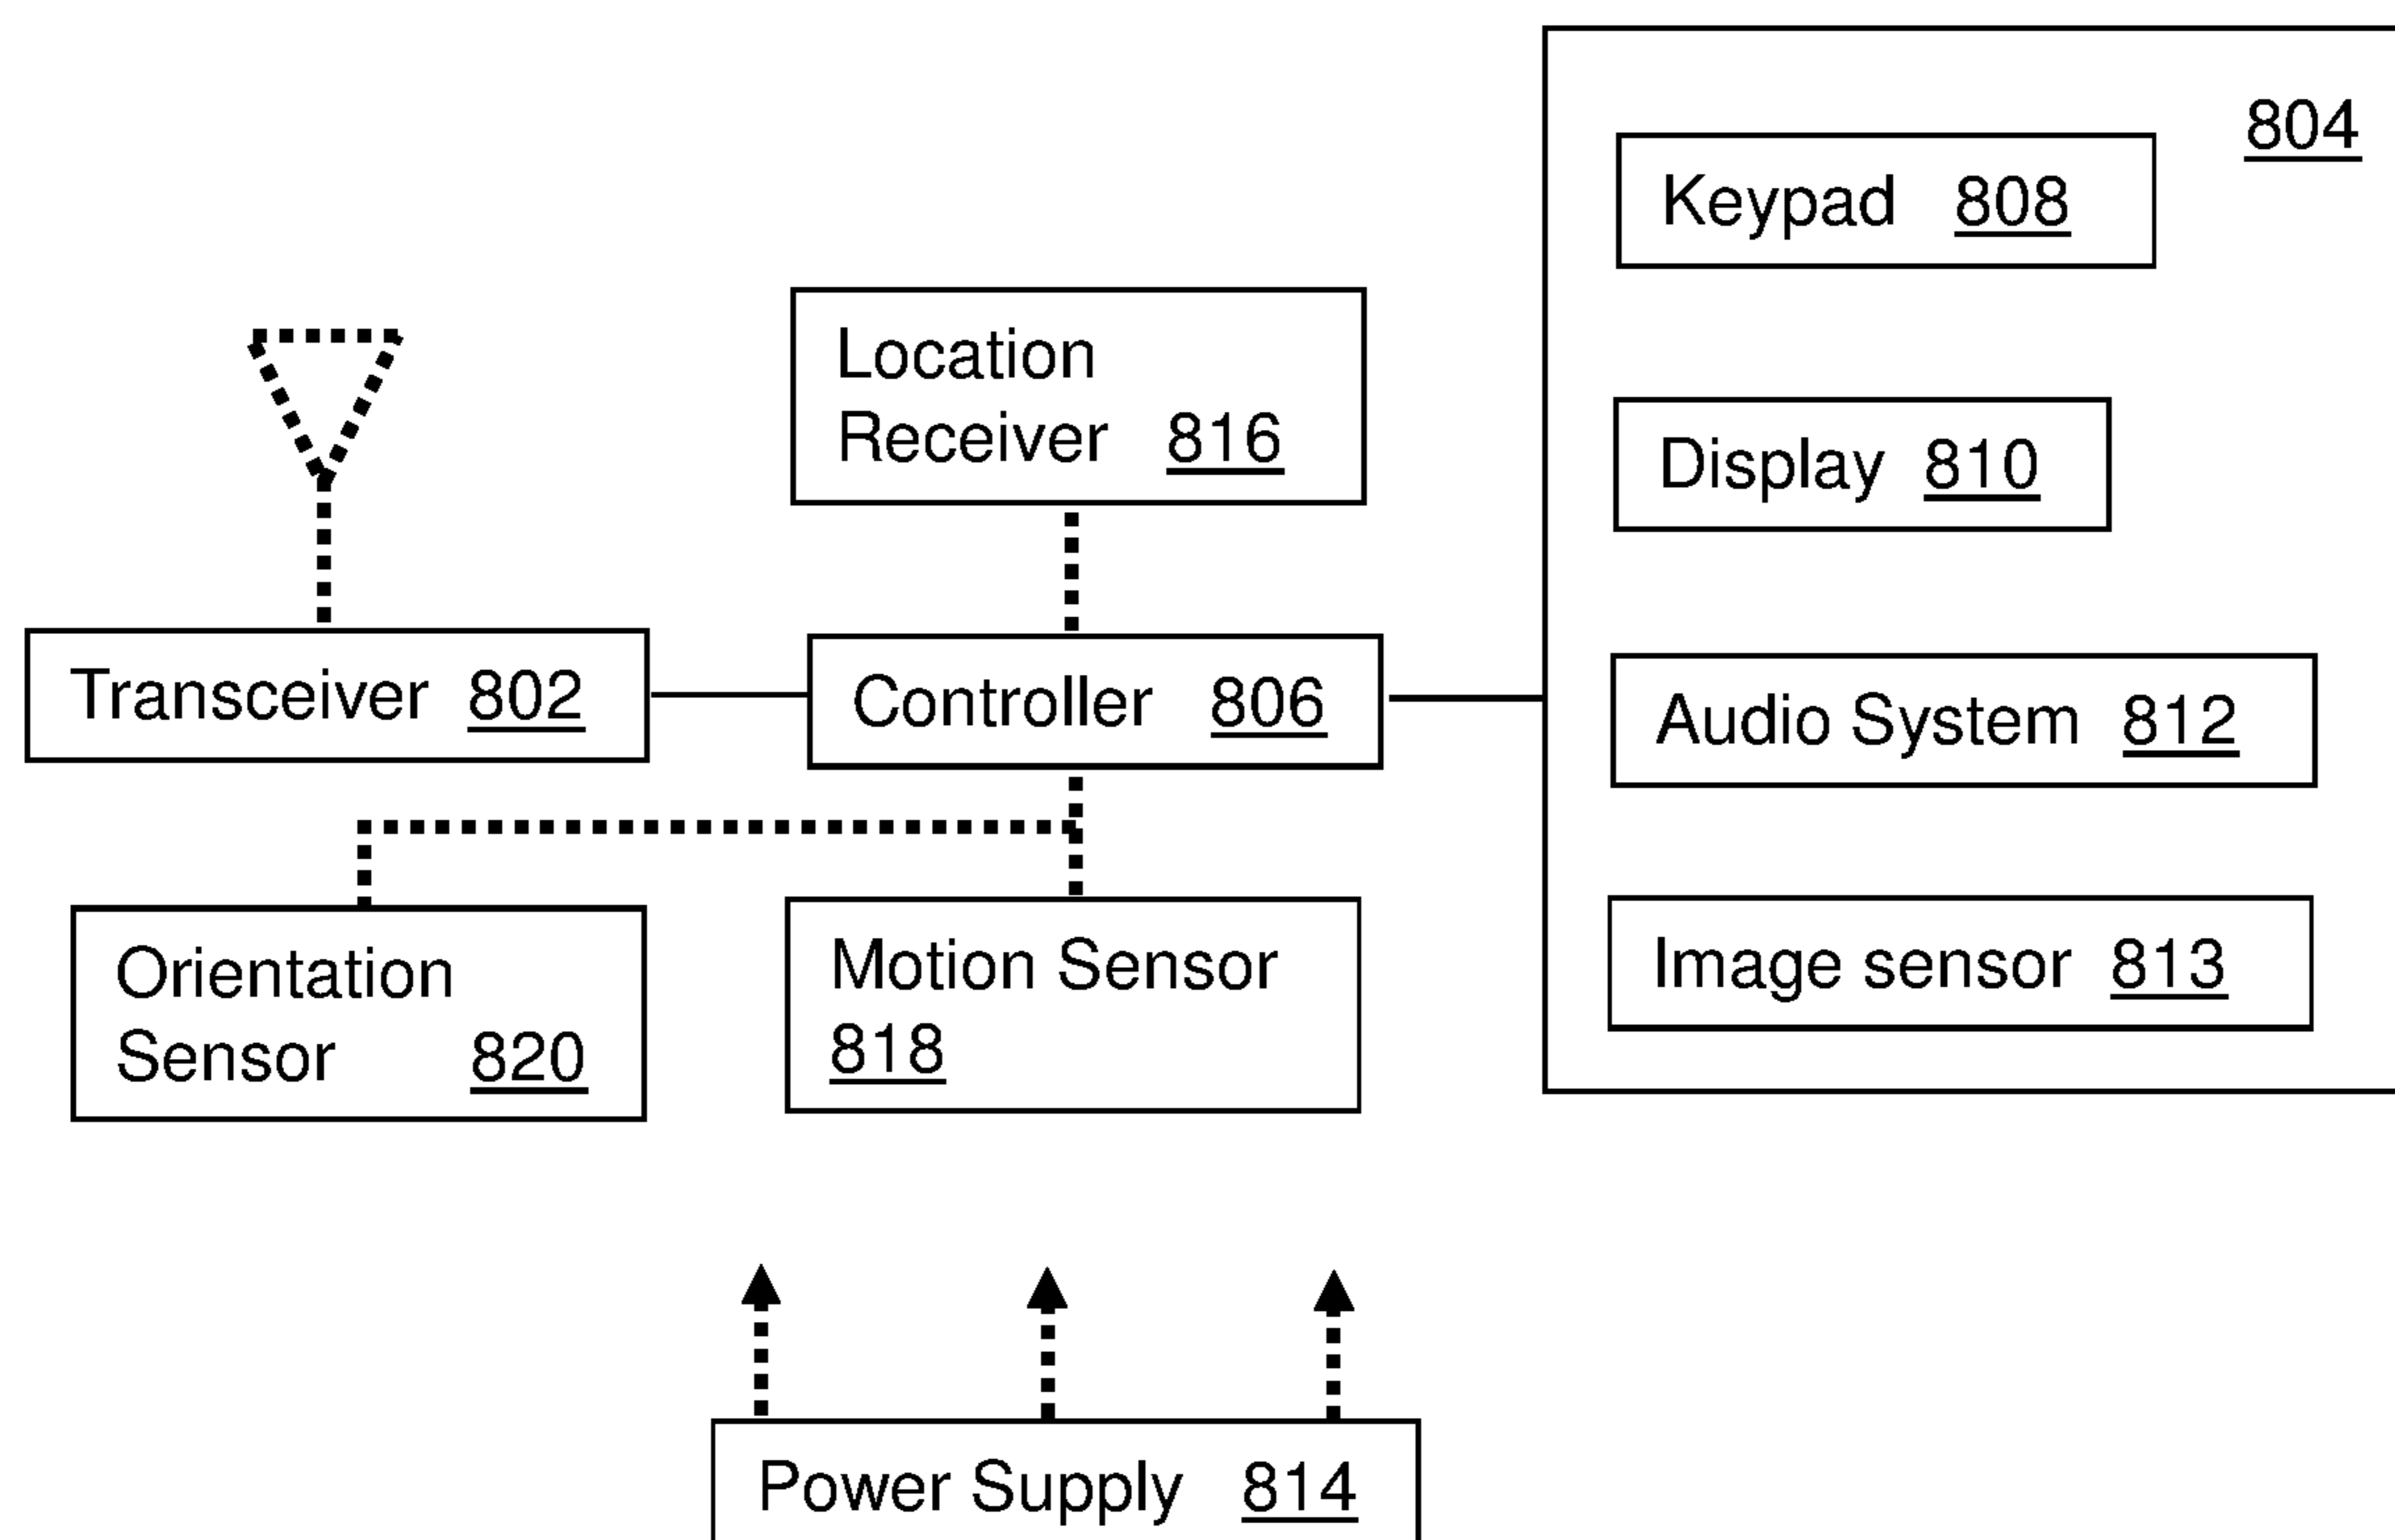 804
Keypad 808
Location
Receiver 816
Display 810
Transceiver 802
Controller 806
Audio System 812
Orientation
Sensor 820
Motion Sensor
818
Image sensor 813
Power Supply 814